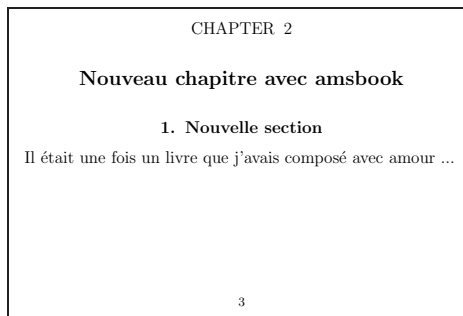 CHAPTER 2
Nouveau chapitre avec amsbook
1. Nouvelle section
Il était une fois un livre que j'avais composé avec amour ...
3